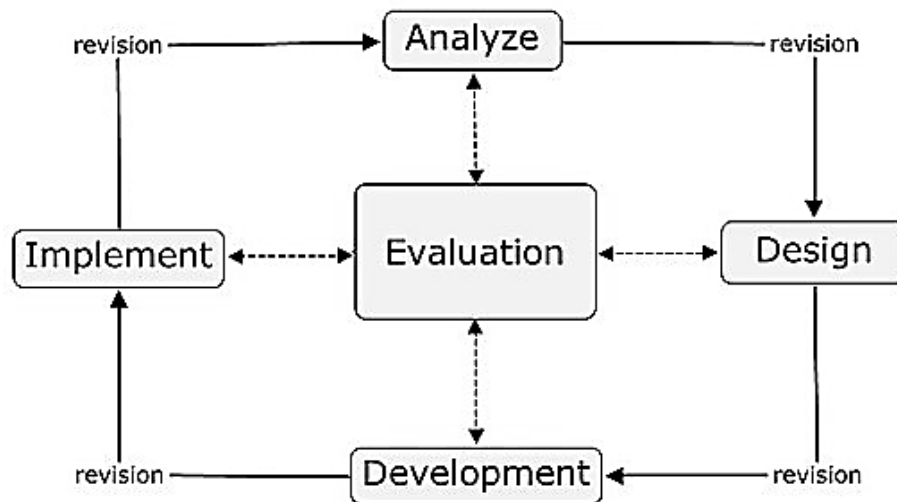 revision
Analyze
revision
Implement
Evaluation
Design
revision
Development
revision